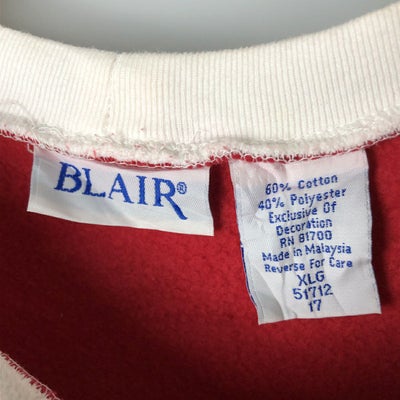 BLAIR®
60% Cotton
40% Polyester
Exclusive Of
Decoration
RN 81700
Made in Malaysia
Reverse For Care
XLG
51712
17